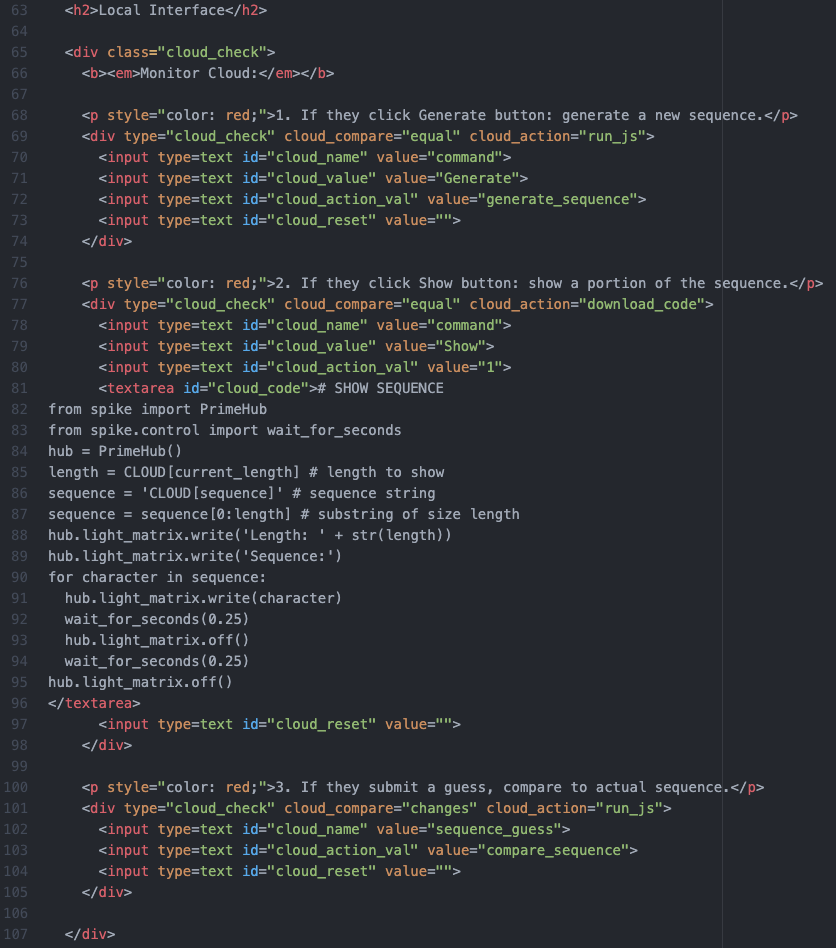 63 <h2>Local Interface</h2>
64
65 <div class="cloud_check">
66 <b><em>Monitor Cloud:</em></b>
67
68 <p style="color: red;">1. If they click Generate button: generate a new sequence.</p>
69 <div type="cloud_check" cloud_compare="equal" cloud_action="run_js">
70 <input type=text id="cloud_name" value="command">
71 <input type=text id="cloud_value" value="Generate">
72 <input type=text id="cloud_action_val" value="generate_sequence">
73 <input type=text id="cloud_reset" value="">
74 </div>
75
76 <p style="color: red;">2. If they click Show button: show a portion of the sequence.</p>
77 <div type="cloud_check" cloud_compare="equal" cloud_action="download_code">
78 <input type=text id="cloud_name" value="command">
79 <input type=text id="cloud_value" value="Show">
80 <input type=text id="cloud_action_val" value="1">
81 <textarea id="cloud_code"># SHOW SEQUENCE
82 from spike import PrimeHub
83 from spike.control import wait_for_seconds
84 hub = PrimeHub()
85 length = CLOUD[current_length] # length to show
86 sequence = 'CLOUD[sequence]' # sequence string
87 sequence = sequence[0:length] # substring of size length
88 hub.light_matrix.write('Length: ' + str(length))
89 hub.light_matrix.write('Sequence:')
90 for character in sequence:
91 hub.light_matrix.write(character)
92 wait_for_seconds(0.25)
93 hub.light_matrix.off()
94 wait_for_seconds(0.25)
95 hub.light_matrix.off()
96 </textarea>
97 <input type=text id="cloud_reset" value="">
98 </div>
99
100 <p style="color: red;">3. If they submit a guess, compare to actual sequence.</p>
101 <div type="cloud_check" cloud_compare="changes" cloud_action="run_js">
102 <input type=text id="cloud_name" value="sequence_guess">
103 <input type=text id="cloud_action_val" value="compare_sequence">
104 <input type=text id="cloud_reset" value="">
105 </div>
106
107 </div>